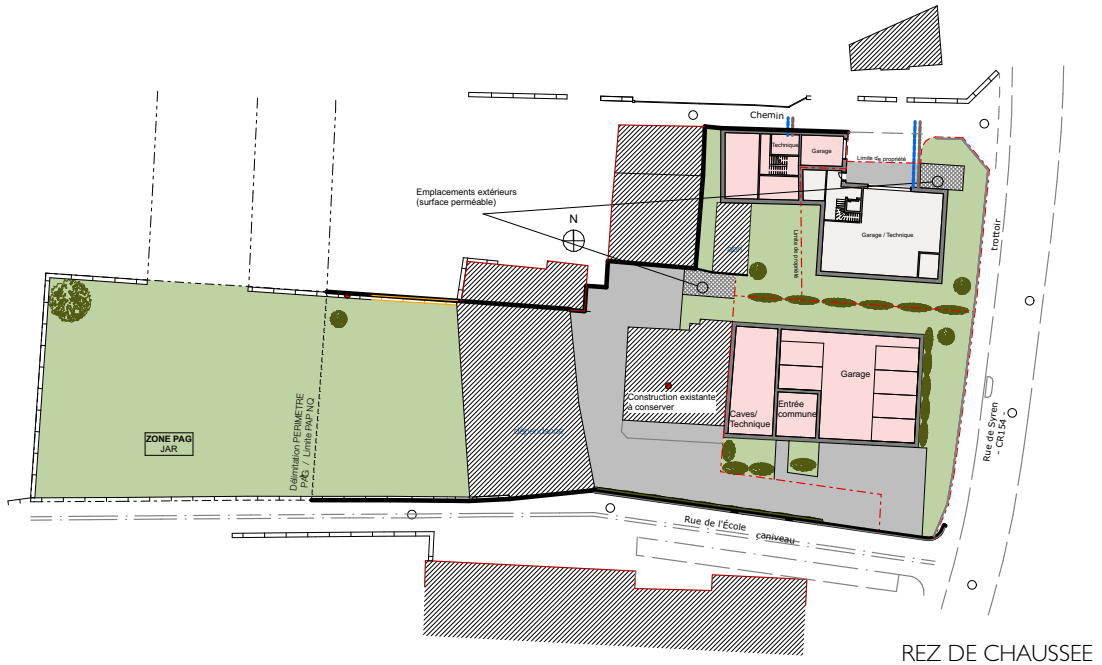 Chemin
Technique
Garage
Limite de propriété
Emplacements extérieurs
(surface perméable)
N
Garage / Technique
Limite de propriété
trottoir
Garage
Construction existante
à conserver
Entrée
commune
Caves/
Technique
ZONE PAG
JAR
Délimitation PERIMETRE
PAG / Limite PAP NQ
Rue de Syren
- CR154 -
Rue de l'École
caniveau
REZ DE CHAUSSEE